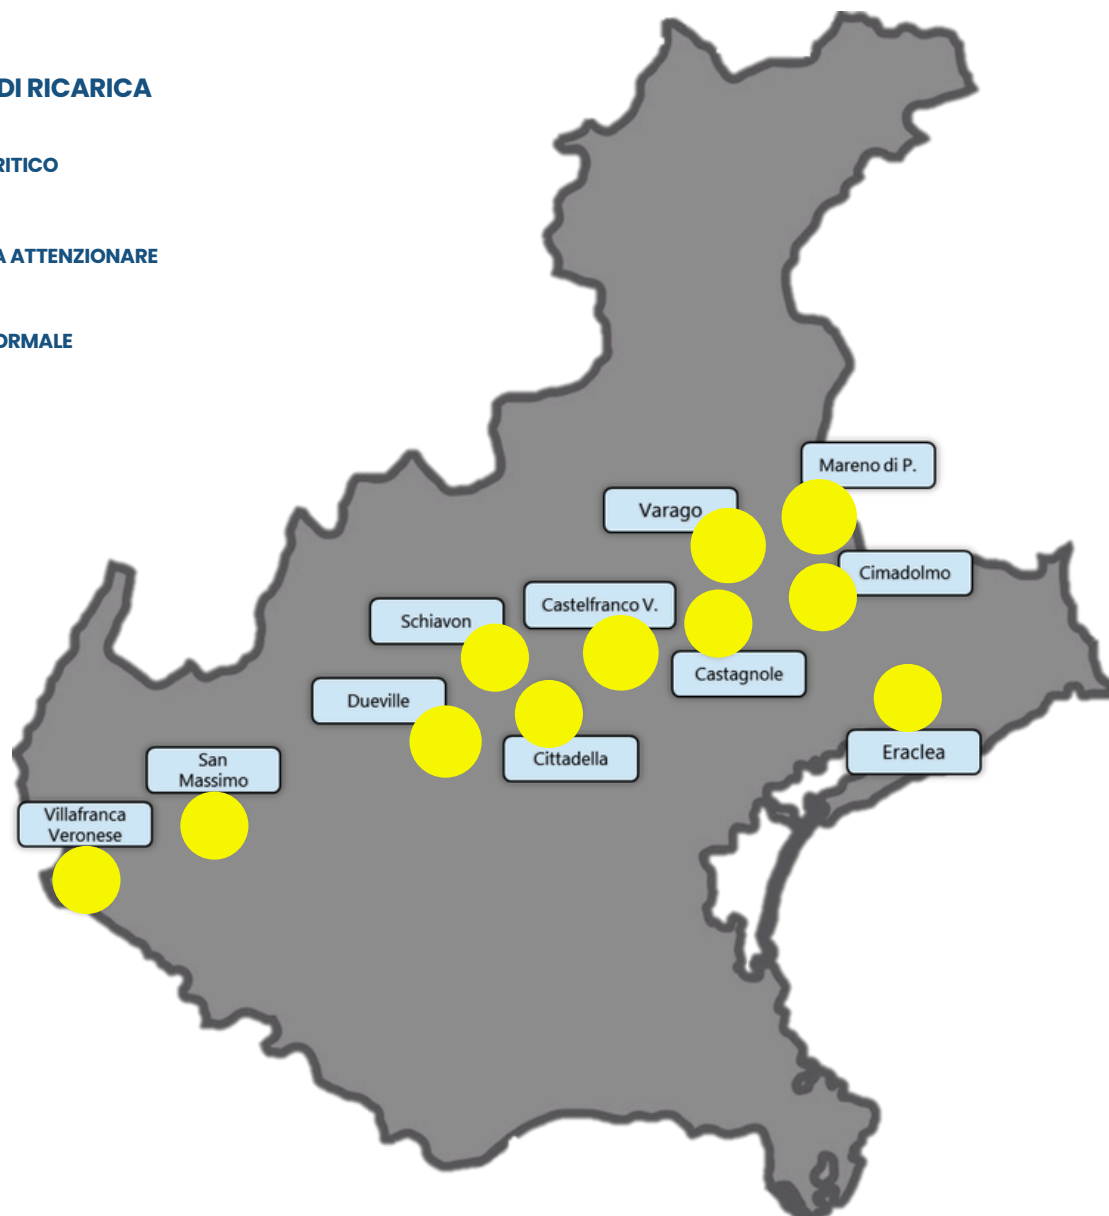 DI RICARICA
RITICO
A ATTENZIONARE
ORMALE
Mareno di P.
Varago
Cimadolmo
Castelfranco V.
Schiavon
Castagnole
Dueville
Eraclea
Cittadella
San
Massimo
Villafranca
Veronese